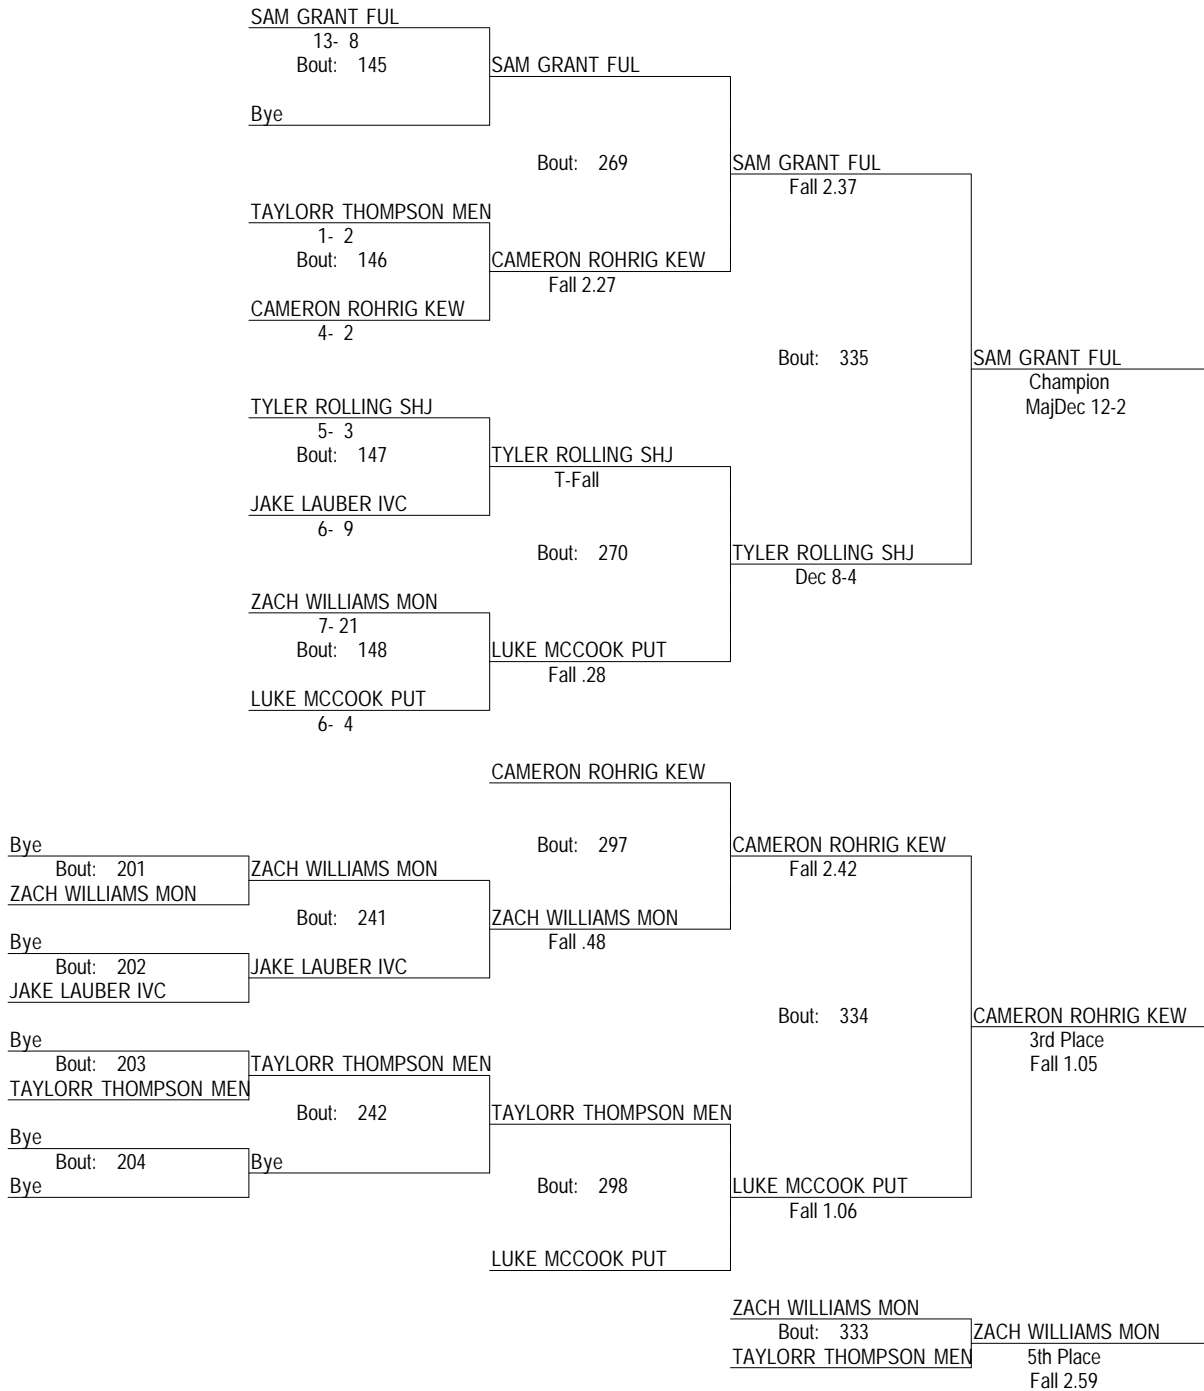 SAM GRANT FUL
13- 8
Bout: 145
SAM GRANT FUL
Bye
Bout: 269
SAM GRANT FUL
Fall 2.37
TAYLORR THOMPSON MEN
1- 2
Bout: 146
CAMERON ROHRIG KEW
Fall 2.27
CAMERON ROHRIG KEW
4- 2
Bout: 335
SAM GRANT FUL
Champion
MajDec 12-2
TYLER ROLLING SHJ
5- 3
Bout: 147
TYLER ROLLING SHJ
T-Fall
JAKE LAUBER IVC
6- 9
Bout: 270
TYLER ROLLING SHJ
Dec 8-4
ZACH WILLIAMS MON
7- 21
Bout: 148
LUKE MCCOOK PUT
Fall .28
LUKE MCCOOK PUT
6- 4
CAMERON ROHRIG KEW
Bout: 297
CAMERON ROHRIG KEW
Fall 2.42
Bye
Bout: 201
ZACH WILLIAMS MON
ZACH WILLIAMS MON
Bout: 241
ZACH WILLIAMS MON
Fall .48
Bye
Bout: 202
JAKE LAUBER IVC
JAKE LAUBER IVC
Bout: 334
CAMERON ROHRIG KEW
3rd Place
Fall 1.05
Bye
Bout: 203
TAYLORR THOMPSON MEN
TAYLORR THOMPSON MEN
Bout: 242
TAYLORR THOMPSON MEN
Bye
Bout: 204
Bye
Bye
Bout: 298
LUKE MCCOOK PUT
Fall 1.06
LUKE MCCOOK PUT
ZACH WILLIAMS MON
Bout: 333
TAYLORR THOMPSON MEN
ZACH WILLIAMS MON
5th Place
Fall 2.59